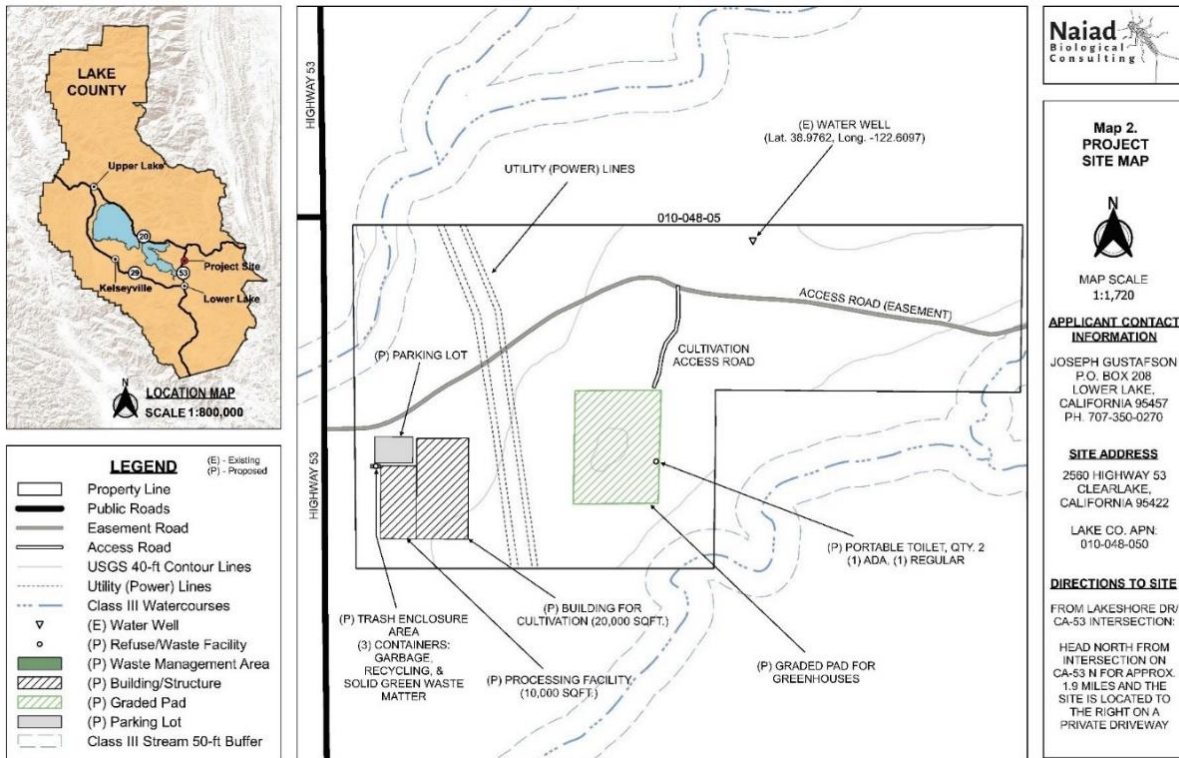 LAKE
COUNTY
Upper Lake
20
Project Site
29
53
Kelseyville
Lower Lake
N
LOCATION MAP
SCALE 1:800,000
LEGEND
(E) - Existing
(P) - Proposed
Property Line
Public Roads
Easement Road
Access Road
USGS 40-ft Contour Lines
Utility (Power) Lines
Class III Watercourses
(E) Water Well
(P) Refuse/Waste Facility
(P) Waste Management Area
(P) Building/Structure
(P) Graded Pad
(P) Parking Lot
Class III Stream 50-ft Buffer
HIGHWAY 53
HIGHWAY 53
(E) WATER WELL
(Lat. 38.9762, Long. -122.6097)
UTILITY (POWER) LINES
010-048-05
ACCESS ROAD (EASEMENT)
(P) PARKING LOT
CULTIVATION
ACCESS ROAD
(P) PORTABLE TOILET, QTY. 2
(1) ADA, (1) REGULAR
(P) BUILDING FOR
CULTIVATION (20,000 SQFT.)
(P) TRASH ENCLOSURE
AREA
(3) CONTAINERS:
GARBAGE,
RECYCLING, &
SOLID GREEN WASTE
MATTER
(P) PROCESSING FACILITY
(10,000 SQFT.)
(P) GRADED PAD FOR
GREENHOUSES
Naiad
Biological
Consulting
Map 2.
PROJECT
SITE MAP
N
MAP SCALE
1:1,720
APPLICANT CONTACT
INFORMATION
JOSEPH GUSTAFSON
P.O. BOX 208
LOWER LAKE,
CALIFORNIA 95457
PH. 707-350-0270
SITE ADDRESS
2560 HIGHWAY 53
CLEARLAKE,
CALIFORNIA 95422
LAKE CO. APN:
010-048-050
DIRECTIONS TO SITE
FROM LAKESHORE DR/
CA-53 INTERSECTION:
HEAD NORTH FROM
INTERSECTION ON
CA-53 N FOR APPROX.
1.9 MILES AND THE
SITE IS LOCATED TO
THE RIGHT ON A
PRIVATE DRIVEWAY